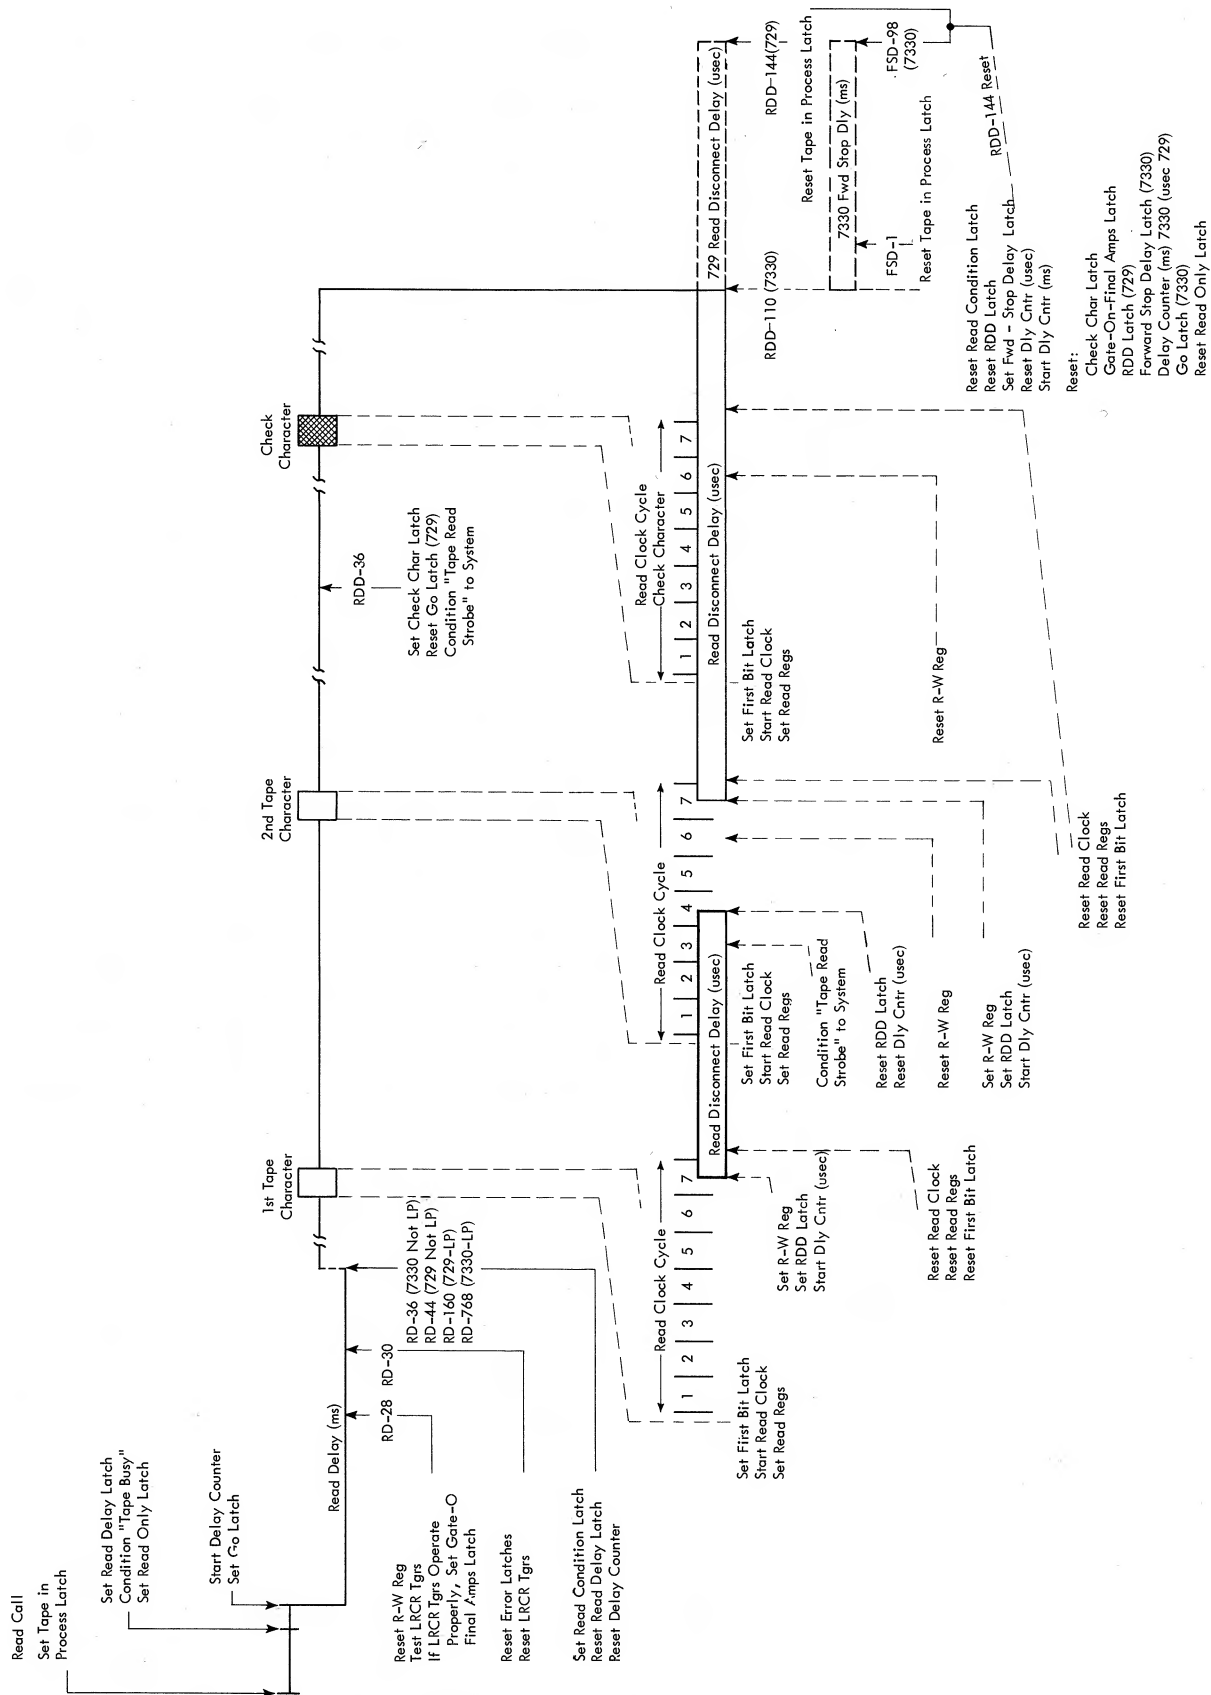 Read Call
Set Tape in
Process Latch
Set Read Delay Latch
Condition "Tape Busy"
Set Read Only Latch
Start Delay Counter
Set Go Latch
Read Delay (ms)
RD-28
RD-30
RD-36 (7330 Not LP)
RD-44 (729 Not LP)
RD-160 (729-LP)
RD-768 (7330-LP)
Reset R-W Reg
Test LRCR Tgrs
If LRCR Tgrs Operate
Properly, Set Gate-O
Final Amps Latch
Reset Error Latches
Reset LRCR Tgrs
Set Read Condition Latch
Reset Read Delay Latch
Reset Delay Counter
1st Tape
Character
2nd Tape
Character
Check
Character
RDD-36
Set Check Char Latch
Reset Go Latch (729)
Condition "Tape Read
Strobe" to System
Read Clock Cycle
1 2 3 4 5 6 7
Set First Bit Latch
Start Read Clock
Set Read Regs
Set R-W Reg
Set RDD Latch
Start Dly Cntr (usec)
Reset Read Clock
Reset Read Regs
Reset First Bit Latch
Read Disconnect Delay (usec)
Read Clock Cycle
1 2 3 4 5 6 7
Set First Bit Latch
Start Read Clock
Set Read Regs
Condition "Tape Read
Strobe" to System
Reset RDD Latch
Reset Dly Cntr (usec)
Reset R-W Reg
Set R-W Reg
Set RDD Latch
Start Dly Cntr (usec)
Reset Read Clock
Reset Read Regs
Reset First Bit Latch
Read Clock Cycle
Check Character
1 2 3 4 5 6 7
Read Disconnect Delay (usec)
Set First Bit Latch
Start Read Clock
Set Read Regs
Reset R-W Reg
729 Read Disconnect Delay (usec)
RDD-110 (7330)
RDD-144(729)
Reset Tape in Process Latch
7330 Fwd Stop Dly (ms)
FSD-1
FSD-98
(7330)
Reset Tape in Process Latch
RDD-144 Reset
Reset Read Condition Latch
Reset RDD Latch
Set Fwd - Stop Delay Latch
Reset Dly Cntr (usec)
Start Dly Cntr (ms)
Reset:
Check Char Latch
Gate-On-Final Amps Latch
RDD Latch (729)
Forward Stop Delay Latch (7330)
Delay Counter (ms) 7330 (usec 729)
Go Latch (7330)
Reset Read Only Latch